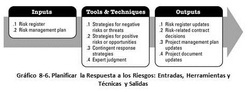 Inputs
.1 Risk register
.2 Risk management plan
Tools & Techniques
.1 Strategies for negative
risks or threats
.2 Strategies for positive
risks or opportunities
.3 Contingent response
strategies
.4 Expert judgment
Outputs
.1 Risk register updates
.2 Risk-related contract
decisions
.3 Project management plan
updates
.4 Project document
updates
Gráfico 8-6. Planificar la Respuesta a los Riesgos: Entradas, Herramientas y
Técnicas y Salidas